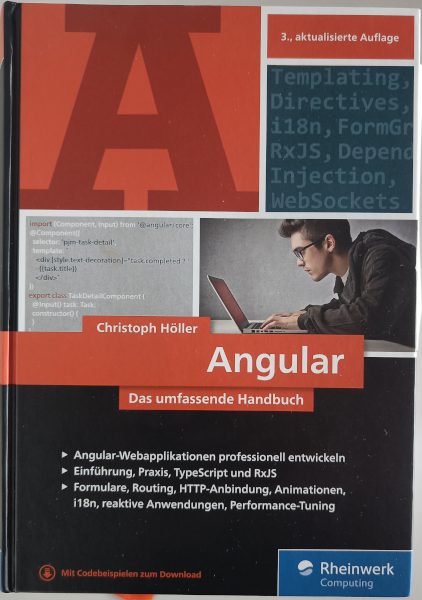 A
3., aktualisierte Auflage
Templating,
Directives,
i18n, FormGr
RxJS, Depend
Injection,
WebSockets
import {Component, Input} from '@angular/core';
@Component({
selector: 'pjm-task-detail',
template: `
<div [style.text-decoration]="task.completed ? '
{{task.title}}
</div>`
})
export class TaskDetailComponent {
@Input() task: Task;
constructor() {
}
Christoph Höller
Angular
Das umfassende Handbuch
Angular-Webapplikationen professionell entwickeln
Einführung, Praxis, TypeScript und RxJS
Formulare, Routing, HTTP-Anbindung, Animationen,
i18n, reaktive Anwendungen, Performance-Tuning
Mit Codebeispielen zum Download
Rheinwerk
Computing